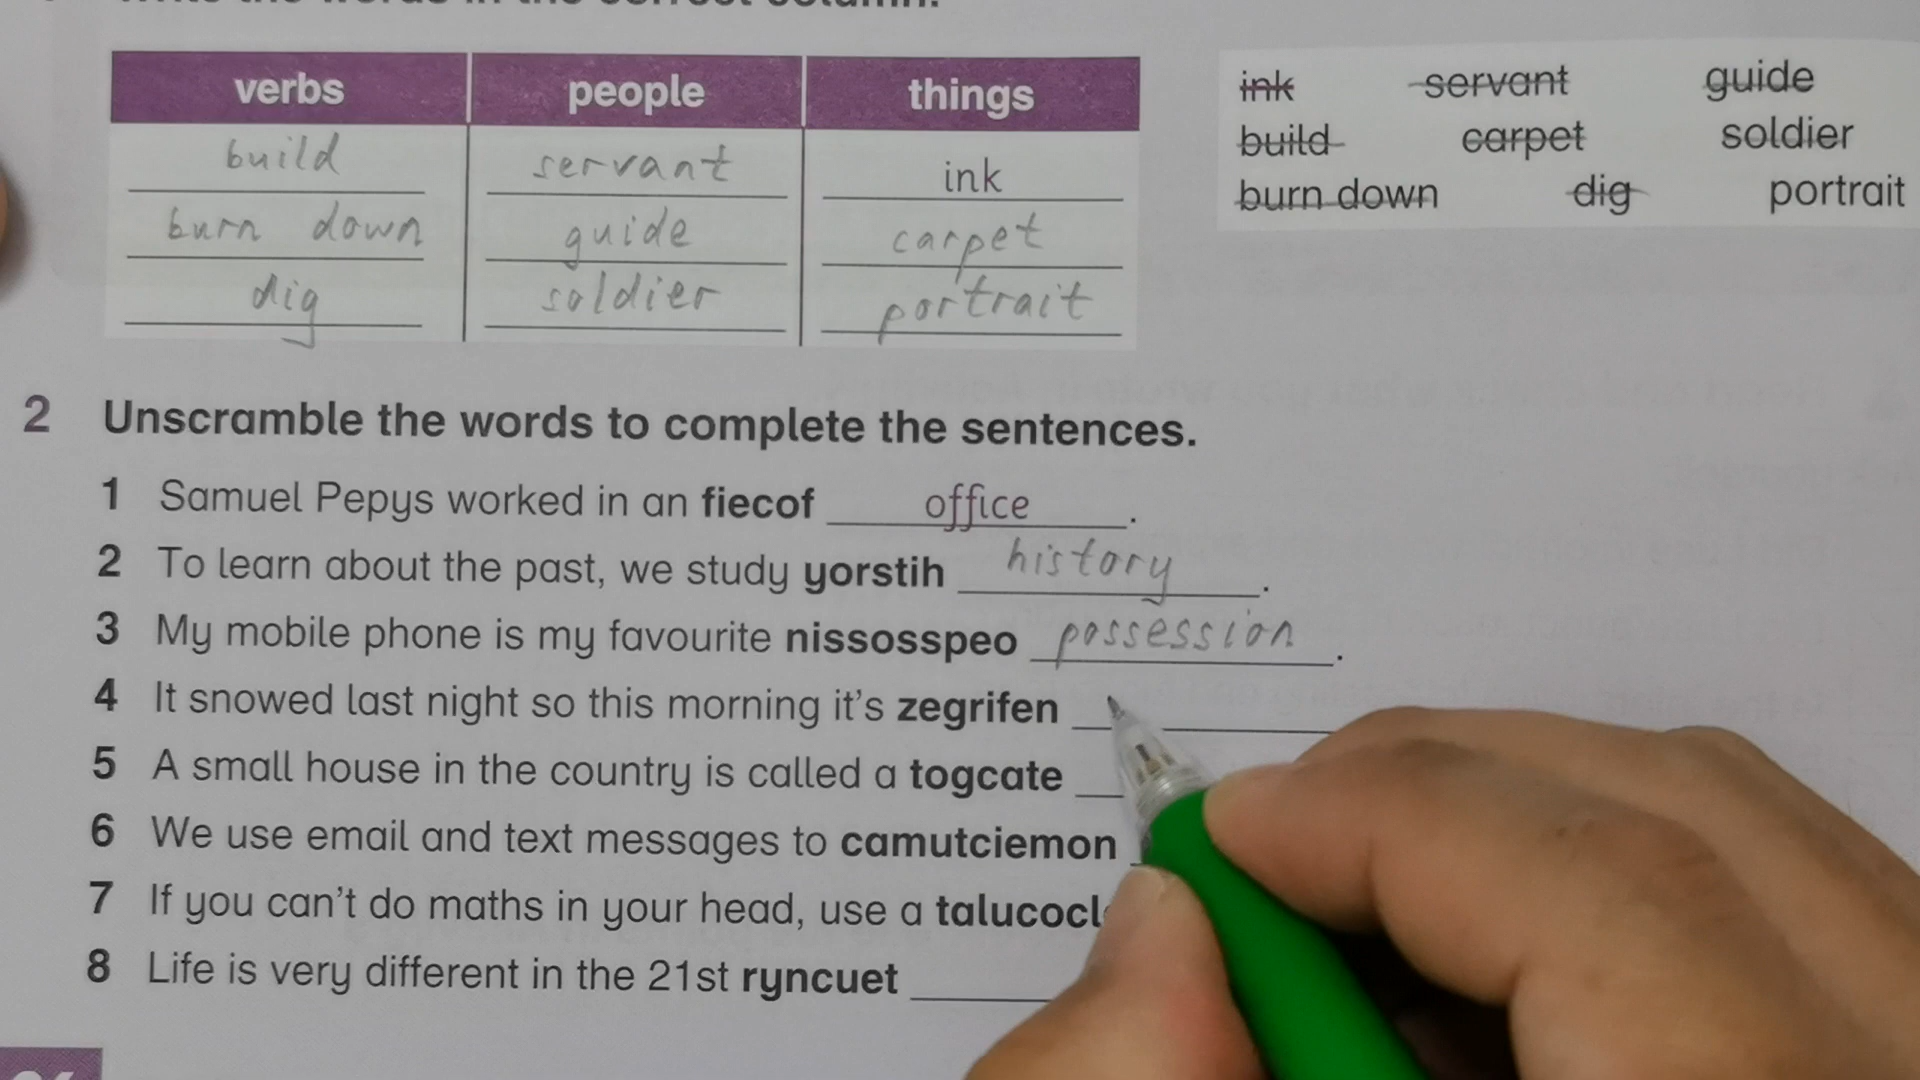 verbs people things
build servant ink
burn down guide carpet
dig soldier portrait
ink servant guide
build carpet soldier
burn down dig portrait
2 Unscramble the words to complete the sentences.
1 Samuel Pepys worked in an fiecof office.
2 To learn about the past, we study yorstih history.
3 My mobile phone is my favourite nissosspeo possession.
4 It snowed last night so this morning it's zegrifen
5 A small house in the country is called a togcate
6 We use email and text messages to camutciemon
7 If you can't do maths in your head, use a
8 Life is very different in the 21st ryncuet